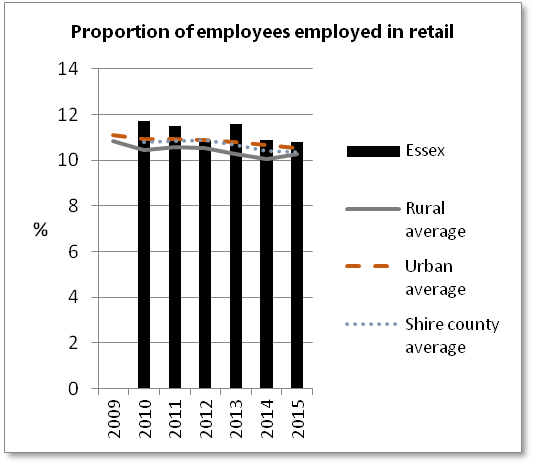 Proportion of employees employed in retail
14
12
10
8
6
4
2
0
%
2009
2010
2011
2012
2013
2014
2015
Essex
Rural
average
Urban
average
Shire county
average